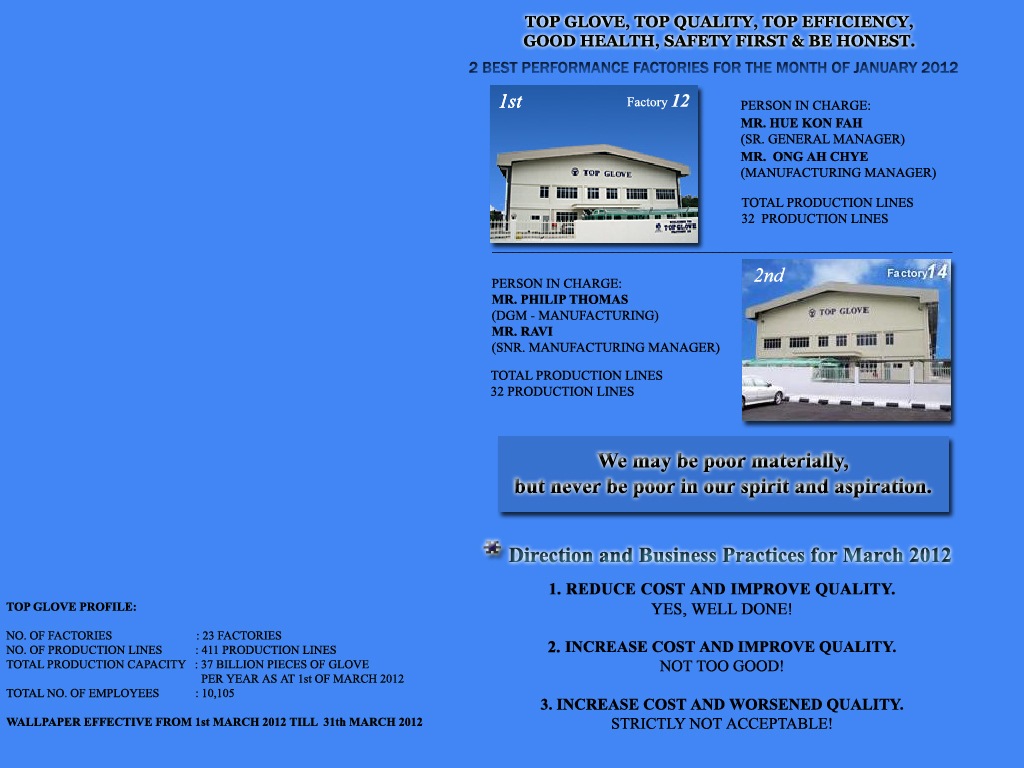 TOP GLOVE, TOP QUALITY, TOP EFFICIENCY,
GOOD HEALTH, SAFETY FIRST & BE HONEST.
2 BEST PERFORMANCE FACTORIES FOR THE MONTH OF JANUARY 2012
1st
Factory 12
TOP GLOVE
TOP GLOVE
PERSON IN CHARGE:
MR. HUE KON FAH
(SR. GENERAL MANAGER)
MR. ONG AH CHYE
(MANUFACTURING MANAGER)
TOTAL PRODUCTION LINES
32 PRODUCTION LINES
PERSON IN CHARGE:
MR. PHILIP THOMAS
(DGM - MANUFACTURING)
MR. RAVI
(SNR. MANUFACTURING MANAGER)
TOTAL PRODUCTION LINES
32 PRODUCTION LINES
2nd
Factory 14
TOP GLOVE
We may be poor materially,
but never be poor in our spirit and aspiration.
Direction and Business Practices for March 2012
1. REDUCE COST AND IMPROVE QUALITY.
YES, WELL DONE!
2. INCREASE COST AND IMPROVE QUALITY.
NOT TOO GOOD!
3. INCREASE COST AND WORSENED QUALITY.
STRICTLY NOT ACCEPTABLE!
TOP GLOVE PROFILE:
NO. OF FACTORIES : 23 FACTORIES
NO. OF PRODUCTION LINES : 411 PRODUCTION LINES
TOTAL PRODUCTION CAPACITY : 37 BILLION PIECES OF GLOVE
PER YEAR AS AT 1st OF MARCH 2012
TOTAL NO. OF EMPLOYEES : 10,105
WALLPAPER EFFECTIVE FROM 1st MARCH 2012 TILL 31th MARCH 2012